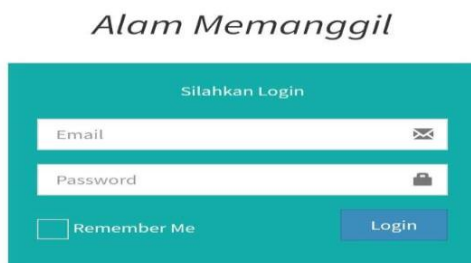 Alam Memanggil
Silahkan Login
Email
Password
Remember Me
Login